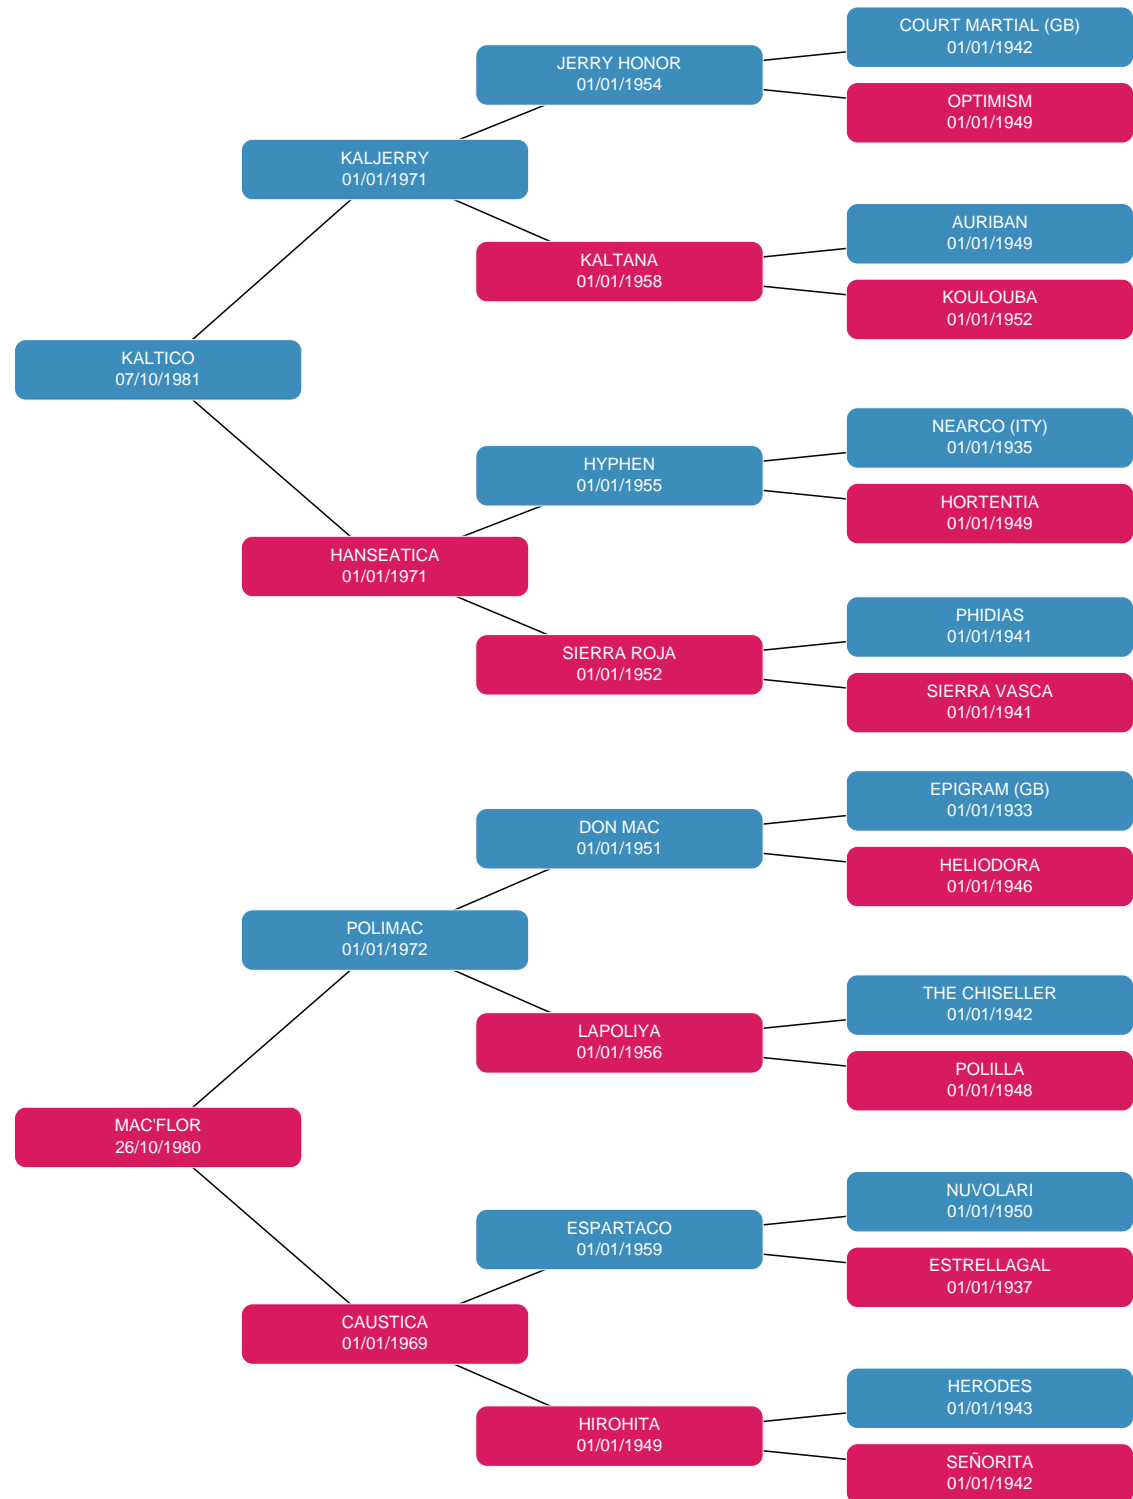 COURT MARTIAL (GB)
01/01/1942
JERRY HONOR
01/01/1954
OPTIMISM
01/01/1949
KALJERRY
01/01/1971
AURIBAN
01/01/1949
KALTANA
01/01/1958
KOULOUBA
01/01/1952
KALTICO
07/10/1981
NEARCO (ITY)
01/01/1935
HYPHEN
01/01/1955
HORTENTIA
01/01/1949
HANSEATICA
01/01/1971
PHIDIAS
01/01/1941
SIERRA ROJA
01/01/1952
SIERRA VASCA
01/01/1941
EPIGRAM (GB)
01/01/1933
DON MAC
01/01/1951
HELIODORA
01/01/1946
POLIMAC
01/01/1972
THE CHISELLER
01/01/1942
LAPOLIYA
01/01/1956
POLILLA
01/01/1948
MAC'FLOR
26/10/1980
NUVOLARI
01/01/1950
ESPARTACO
01/01/1959
ESTRELLAGAL
01/01/1937
CAUSTICA
01/01/1969
HERODES
01/01/1943
HIROHITA
01/01/1949
SEÑORITA
01/01/1942